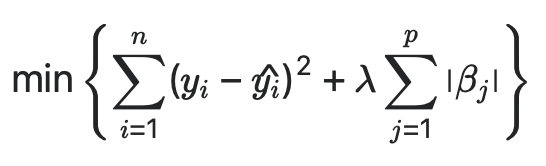 min { ∑_{i=1}^{n} (y_i − ŷ_i)² + λ ∑_{j=1}^{p} |β_j| }